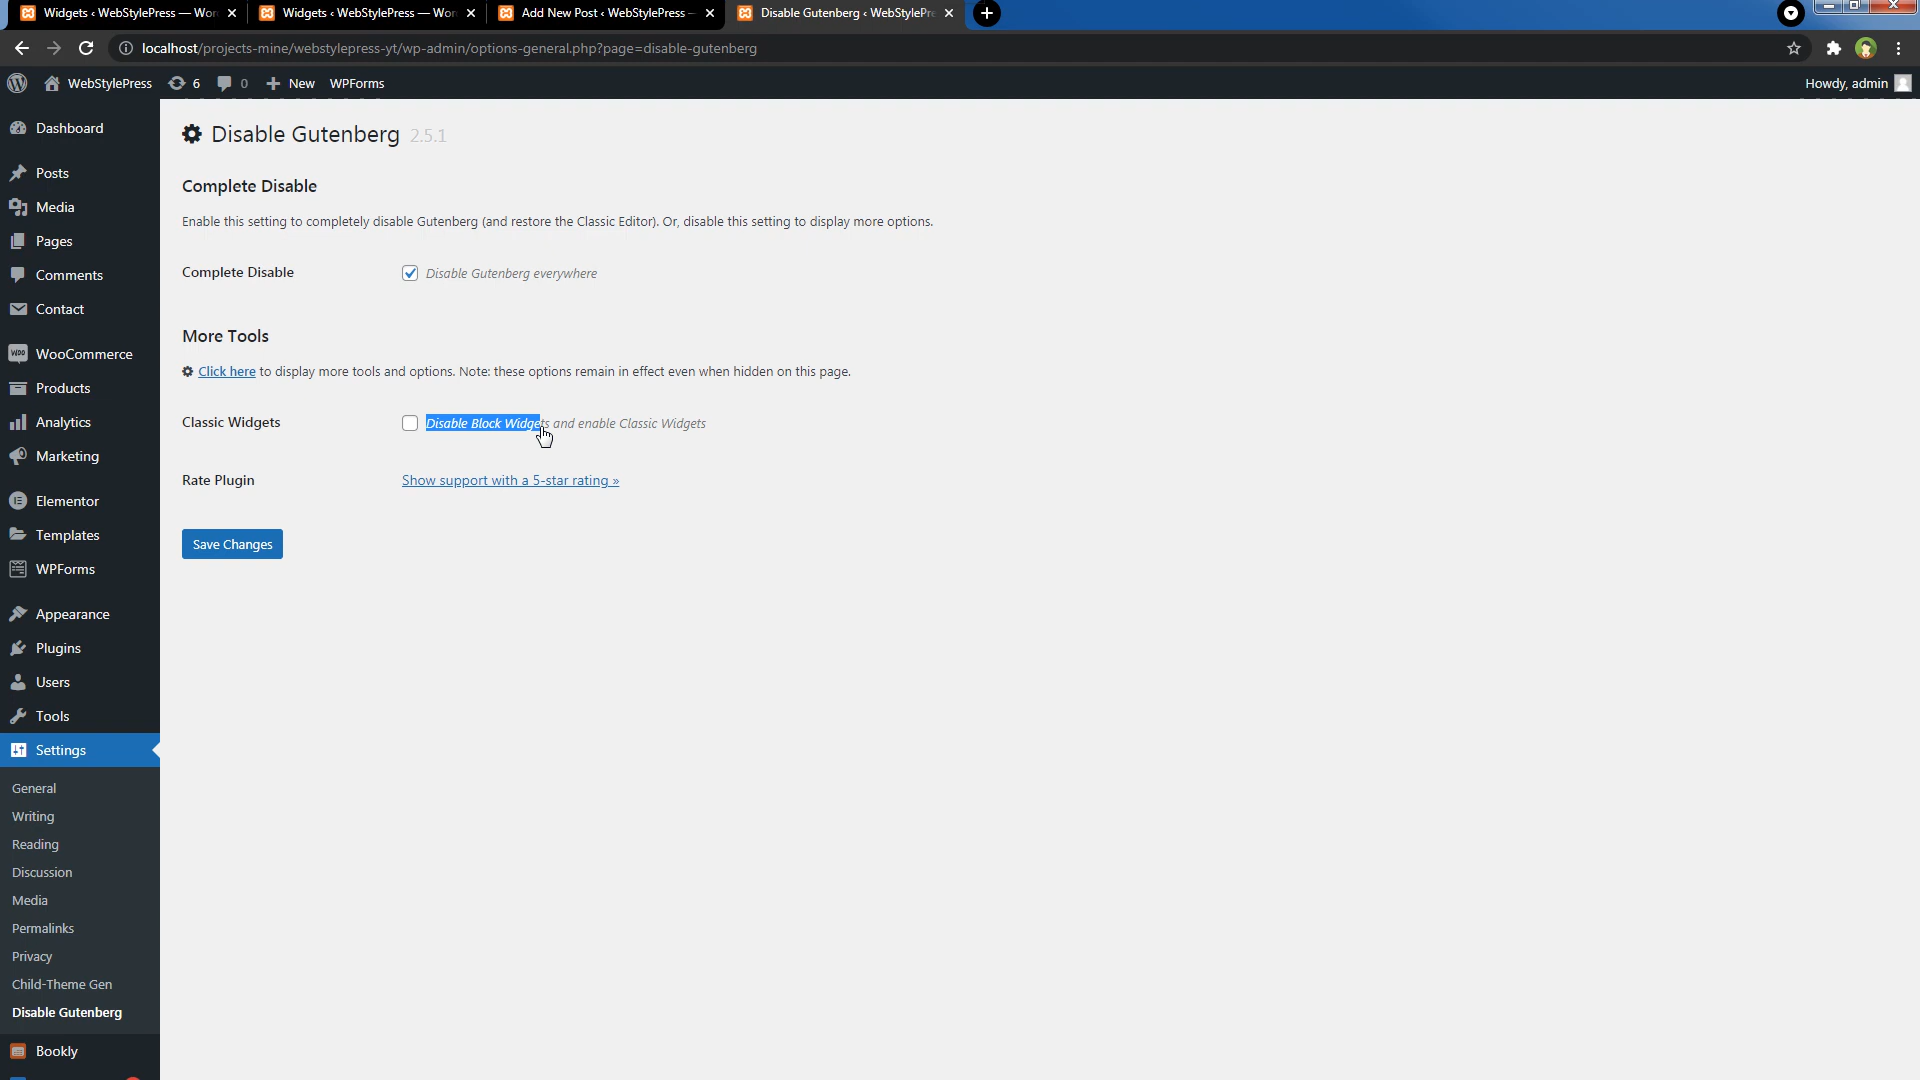 Widgets ‹ WebStylePress — Wor
Widgets ‹ WebStylePress — Wor
Add New Post ‹ WebStylePress —
Disable Gutenberg ‹ WebStylePre
localhost/projects-mine/webstylepress-yt/wp-admin/options-general.php?page=disable-gutenberg
WebStylePress 6 0 New WPForms Howdy, admin
Dashboard
Posts
Media
Pages
Comments
Contact
WooCommerce
Products
Analytics
Marketing
Elementor
Templates
WPForms
Appearance
Plugins
Users
Tools
Settings
General
Writing
Reading
Discussion
Media
Permalinks
Privacy
Child-Theme Gen
Disable Gutenberg
Bookly
Disable Gutenberg 2.5.1
Complete Disable
Enable this setting to completely disable Gutenberg (and restore the Classic Editor). Or, disable this setting to display more options.
Complete Disable Disable Gutenberg everywhere
More Tools
Click here to display more tools and options. Note: these options remain in effect even when hidden on this page.
Classic Widgets Disable Block Widgets and enable Classic Widgets
Rate Plugin Show support with a 5-star rating »
Save Changes